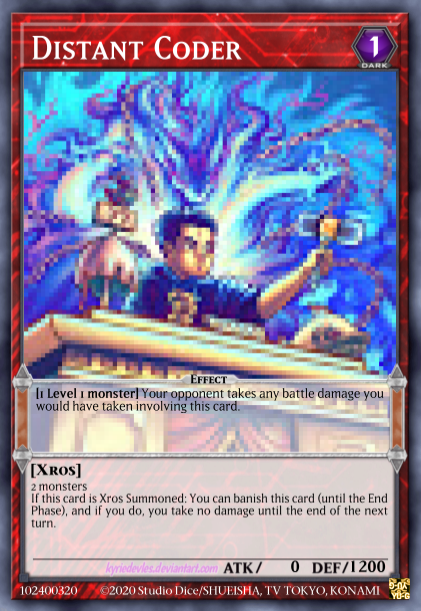 DISTANT CODER
1
DARK
EFFECT
[1 Level 1 monster] Your opponent takes any battle damage you
would have taken involving this card.
[XROS]
2 monsters
If this card is Xros Summoned: You can banish this card (until the End
Phase), and if you do, you take no damage until the end of the next
turn.
kyriedevles.deviantart.com ATK/ 0 DEF/1200
102400320 ©2020 Studio Dice/SHUEISHA, TV TOKYO, KONAMI